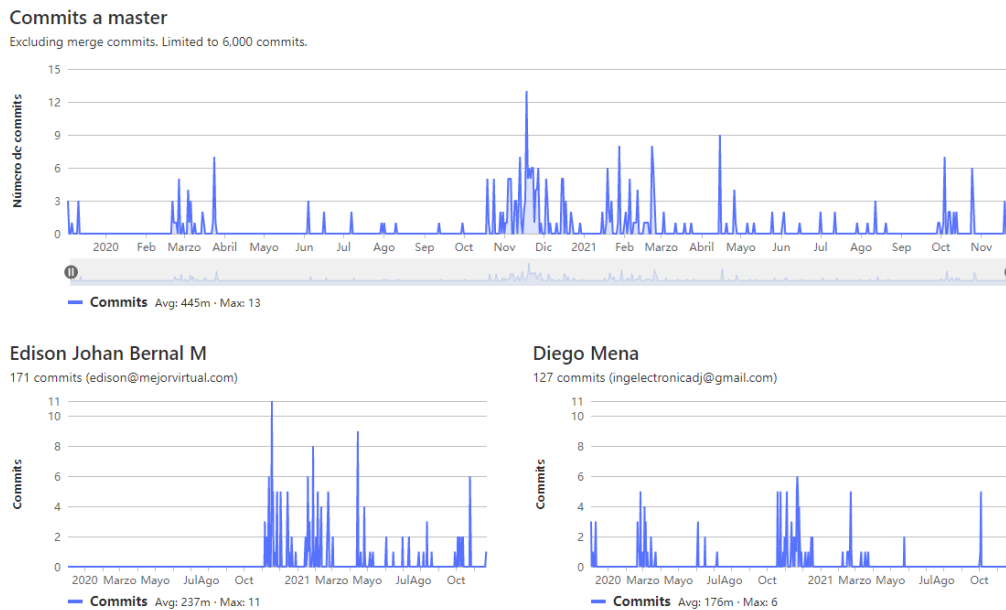 Commits a master
Excluding merge commits. Limited to 6,000 commits.
Número de commits
15
12
9
6
3
0
2020 Feb Marzo Abril Mayo Jun Jul Ago Sep Oct Nov Dic 2021 Feb Marzo Abril Mayo Jun Jul Ago Sep Oct Nov
Commits Avg: 445m · Max: 13
Edison Johan Bernal M
171 commits (edison@mejorvirtual.com)
Commits
11
10
8
6
4
2
0
2020 Marzo Mayo JulAgo Oct 2021 Marzo Mayo JulAgo Oct
Commits Avg: 237m · Max: 11
Diego Mena
127 commits (ingelectronicadj@gmail.com)
Commits
11
10
8
6
4
2
0
2020 Marzo Mayo JulAgo Oct 2021 Marzo Mayo JulAgo Oct
Commits Avg: 176m · Max: 6